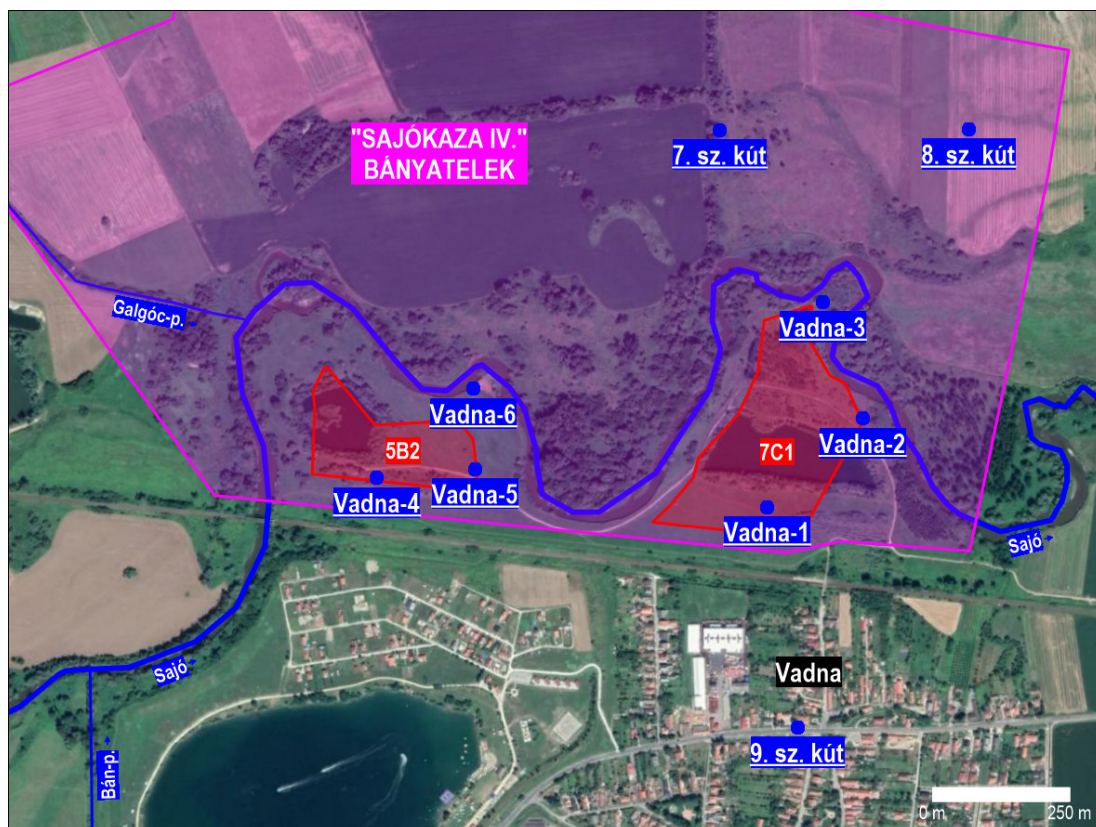 "SAJÓKAZA IV."
BÁNYATELEK
7. sz. kút
8. sz. kút
Galgóc-p.
Vadna-3
Vadna-6
Vadna-2
5B2
7C1
Vadna-5
Vadna-4
Vadna-1
Sajó
Sajó
Vadna
9. sz. kút
Bán-p.
0 m
250 m